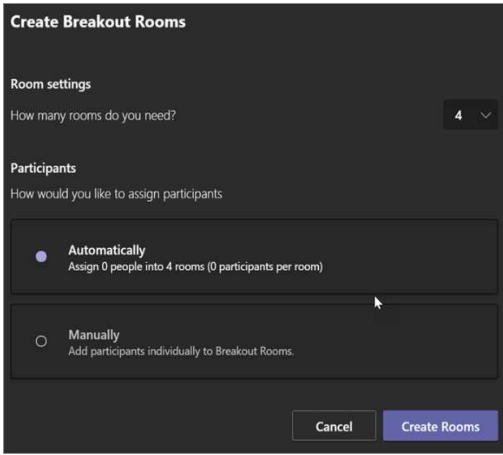 Create Breakout Rooms
Room settings
How many rooms do you need?
4
Participants
How would you like to assign participants
Automatically
Assign 0 people into 4 rooms (0 participants per room)
Manually
Add participants individually to Breakout Rooms.
Cancel
Create Rooms